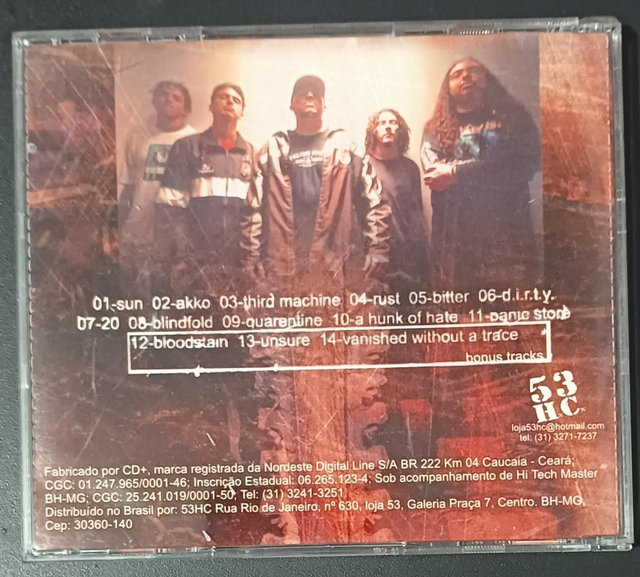 01-sun 02-akko 03-third machine 04-rust 05-bitter 06-d.i.r.t.y.
07-20 08-blindfold 09-quarentine 10-a hunk of hate 11-panic store
12-bloodstain 13-unsure 14-vanished without a trace
bonus tracks
53
HC
loja53hc@hotmail.com
tel: (31) 3271-7237
Fabricado por CD+, marca registrada da Nordeste Digital Line S/A BR 222 Km 04 Caucaia - Ceará;
CGC: 01.247.965/0001-46; Inscrição Estadual: 06.265.123-4; Sob acompanhamento de Hi Tech Master
BH-MG; CGC: 25.241.019/0001-50; Tel: (31) 3241-3251
Distribuído no Brasil por: 53HC Rua Rio de Janeiro, nº 630, loja 53, Galeria Praça 7, Centro. BH-MG,
Cep: 30360-140